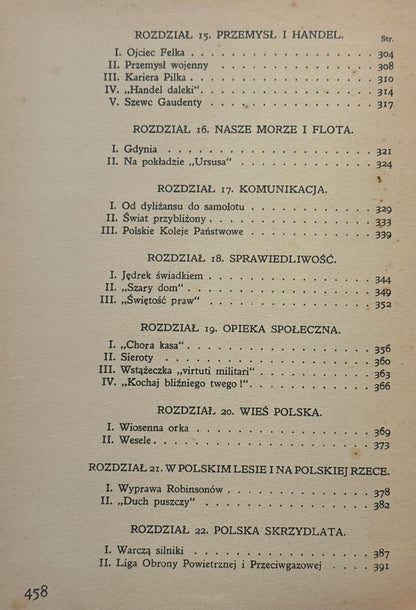 ROZDZIAŁ 15. PRZEMYSŁ I HANDEL. Str.
I. Ojciec Felka . . . . . . . . . . . . . . . . . 304
II. Przemysł wojenny . . . . . . . . . . . . . . . 308
III. Kariera Pilka . . . . . . . . . . . . . . . . . 310
IV. „Handel daleki“ . . . . . . . . . . . . . . . . 314
V. Szewc Gaudenty . . . . . . . . . . . . . . . . 317
ROZDZIAŁ 16. NASZE MORZE I FLOTA.
I. Gdynia . . . . . . . . . . . . . . . . . . . . 321
II. Na pokładzie „Ursusa“ . . . . . . . . . . . . . 324
ROZDZIAŁ 17. KOMUNIKACJA.
I. Od dyliżansu do samolotu . . . . . . . . . . . 329
II. Świat przybliżony . . . . . . . . . . . . . . . 333
III. Polskie Koleje Państwowe . . . . . . . . . . . 339
ROZDZIAŁ 18. SPRAWIEDLIWOŚĆ.
I. Jędrek świadkiem . . . . . . . . . . . . . . . 344
II. „Szary dom“ . . . . . . . . . . . . . . . . . . 349
III. „Świętość praw“ . . . . . . . . . . . . . . . . 352
ROZDZIAŁ 19. OPIEKA SPOŁECZNA.
I. „Chora kasa“ . . . . . . . . . . . . . . . . . 356
II. Sieroty . . . . . . . . . . . . . . . . . . . . 360
III. Wstążeczka „virtuti militari“ . . . . . . . . . . 363
IV. „Kochaj bliźniego twego !“ . . . . . . . . . . . 366
ROZDZIAŁ 20. WIEŚ POLSKA.
I. Wiosenna orka . . . . . . . . . . . . . . . . 369
II. Wesele . . . . . . . . . . . . . . . . . . . . 373
ROZDZIAŁ 21. W POLSKIM LESIE I NA POLSKIEJ RZECE.
I. Wyprawa Robinsonów . . . . . . . . . . . . . 378
II. „Duch puszczy“ . . . . . . . . . . . . . . . . 382
ROZDZIAŁ 22. POLSKA SKRZYDLATA.
I. Warczą silniki . . . . . . . . . . . . . . . . . 387
II. Liga Obrony Powietrznej i Przeciwgazowej . . . . 391
458